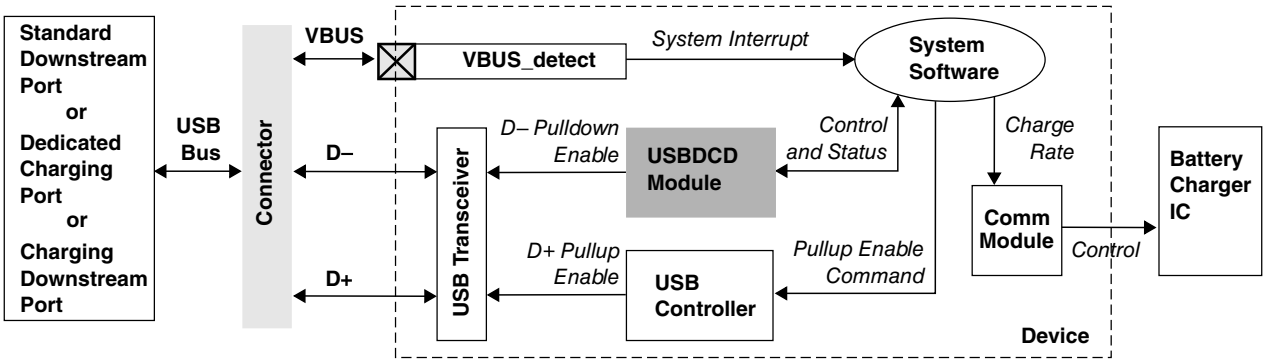 Standard
Downstream
Port
or
Dedicated
Charging
Port
or
Charging
Downstream
Port
USB
Bus
Connector
VBUS
D–
D+
VBUS_detect
System Interrupt
System
Software
USB Transceiver
D– Pulldown
Enable
USBDCD
Module
Control
and Status
Charge
Rate
D+ Pullup
Enable
USB
Controller
Pullup Enable
Command
Comm
Module
Control
Battery
Charger
IC
Device